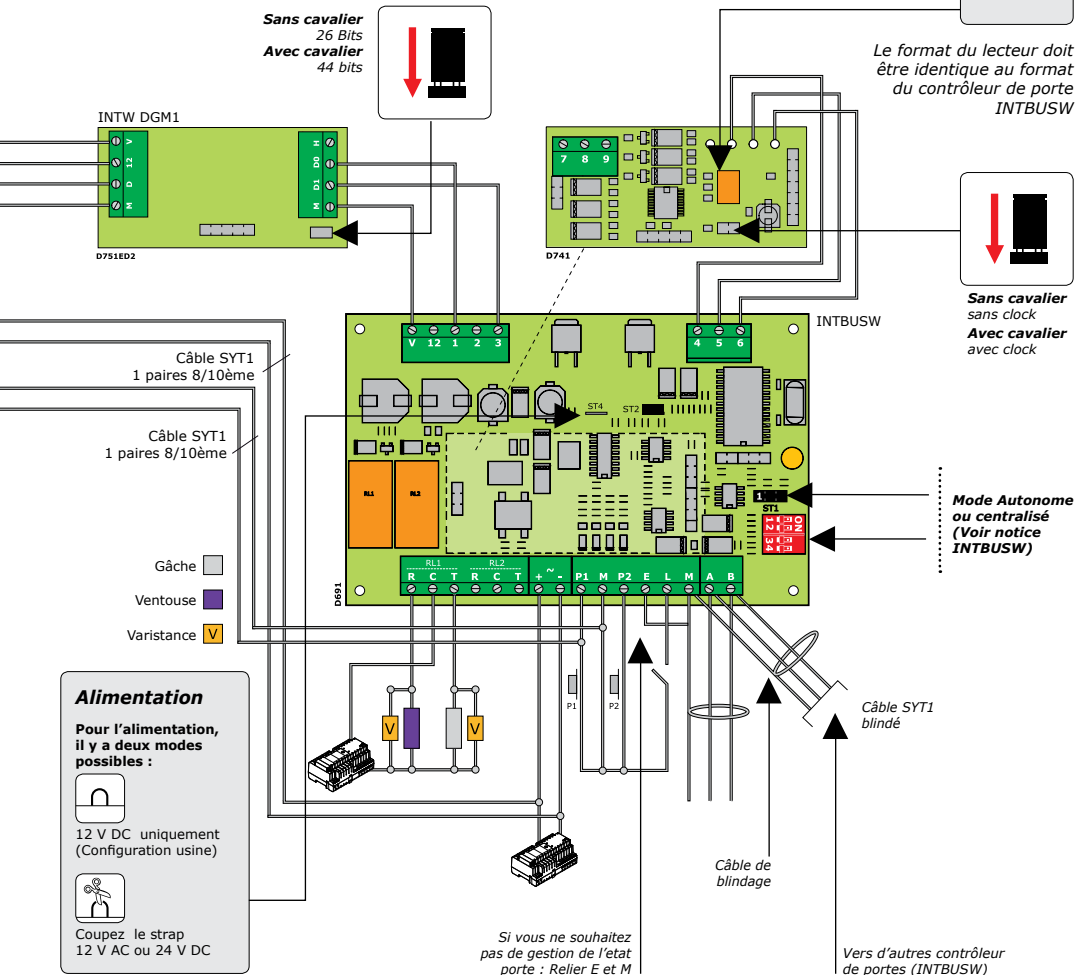 Sans cavalier
26 Bits
Avec cavalier
44 bits
Le format du lecteur doit
être identique au format
du contrôleur de porte
INTBUSW
INTW DGM1
V
12
D
M
H
D0
D1
M
D751ED2
7 8 9
D741
Sans cavalier
sans clock
Avec cavalier
avec clock
INTBUSW
V 12 1 2 3
4 5 6
Câble SYT1
1 paires 8/10ème
Câble SYT1
1 paires 8/10ème
ST4
ST2
RL1
RL2
1
ST1
ON
1 2 3 4
Mode Autonome
ou centralisé
(Voir notice
INTBUSW)
Gâche
Ventouse
Varistance V
D691
RL1 RL2
R C T R C T + ~ - P1 M P2 E L M A B
V
V
P1
P2
Alimentation
Pour l'alimentation,
il y a deux modes
possibles :
12 V DC uniquement
(Configuration usine)
Coupez le strap
12 V AC ou 24 V DC
Câble SYT1
blindé
Câble de
blindage
Si vous ne souhaitez
pas de gestion de l'etat
porte : Relier E et M
Vers d'autres contrôleur
de portes (INTBUSW)